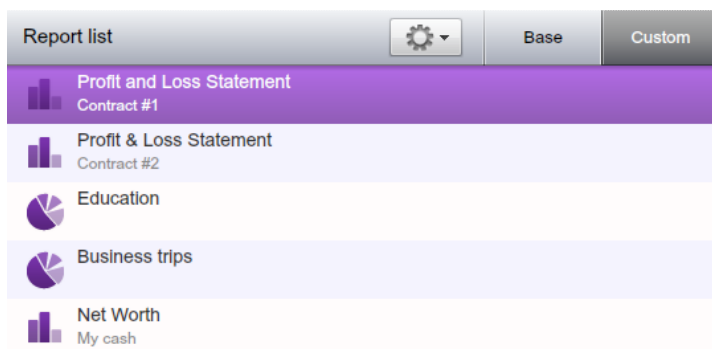 Report list
Base
Custom
Profit and Loss Statement
Contract #1
Profit & Loss Statement
Contract #2
Education
Business trips
Net Worth
My cash